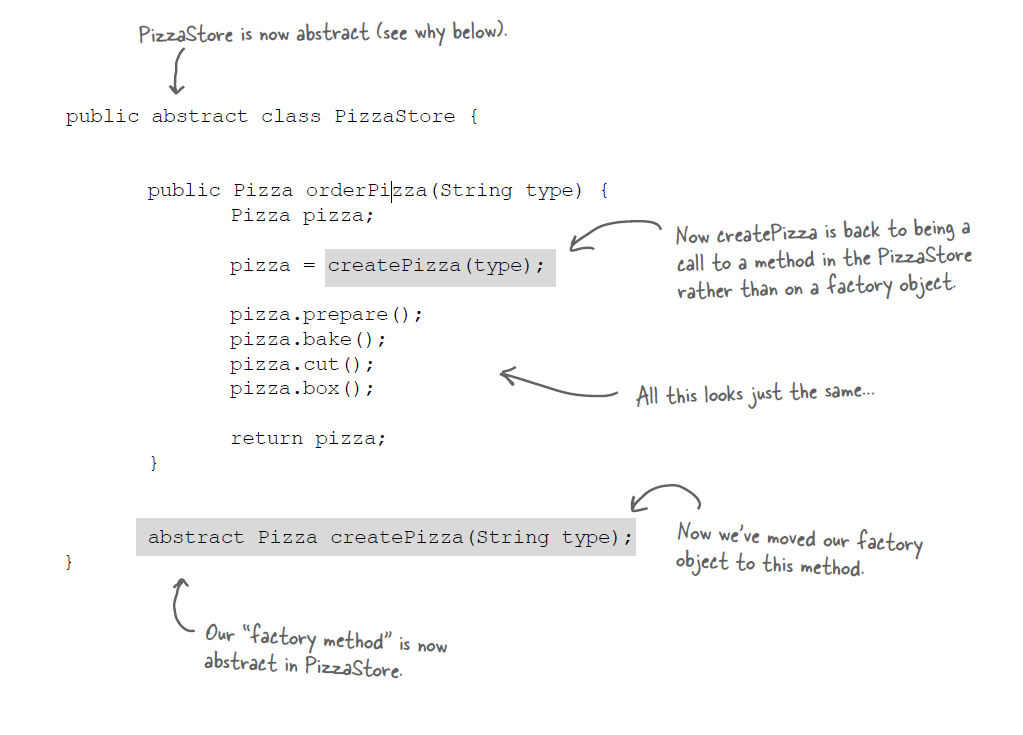 PizzaStore is now abstract (see why below).
public abstract class PizzaStore {
public Pizza orderPizza(String type) {
Pizza pizza;
pizza = createPizza(type);
Now createPizza is back to being a
call to a method in the PizzaStore
rather than on a factory object.
pizza.prepare();
pizza.bake();
pizza.cut();
pizza.box();
All this looks just the same...
return pizza;
}
abstract Pizza createPizza(String type);
Now we've moved our factory
object to this method.
}
Our “factory method” is now
abstract in PizzaStore.